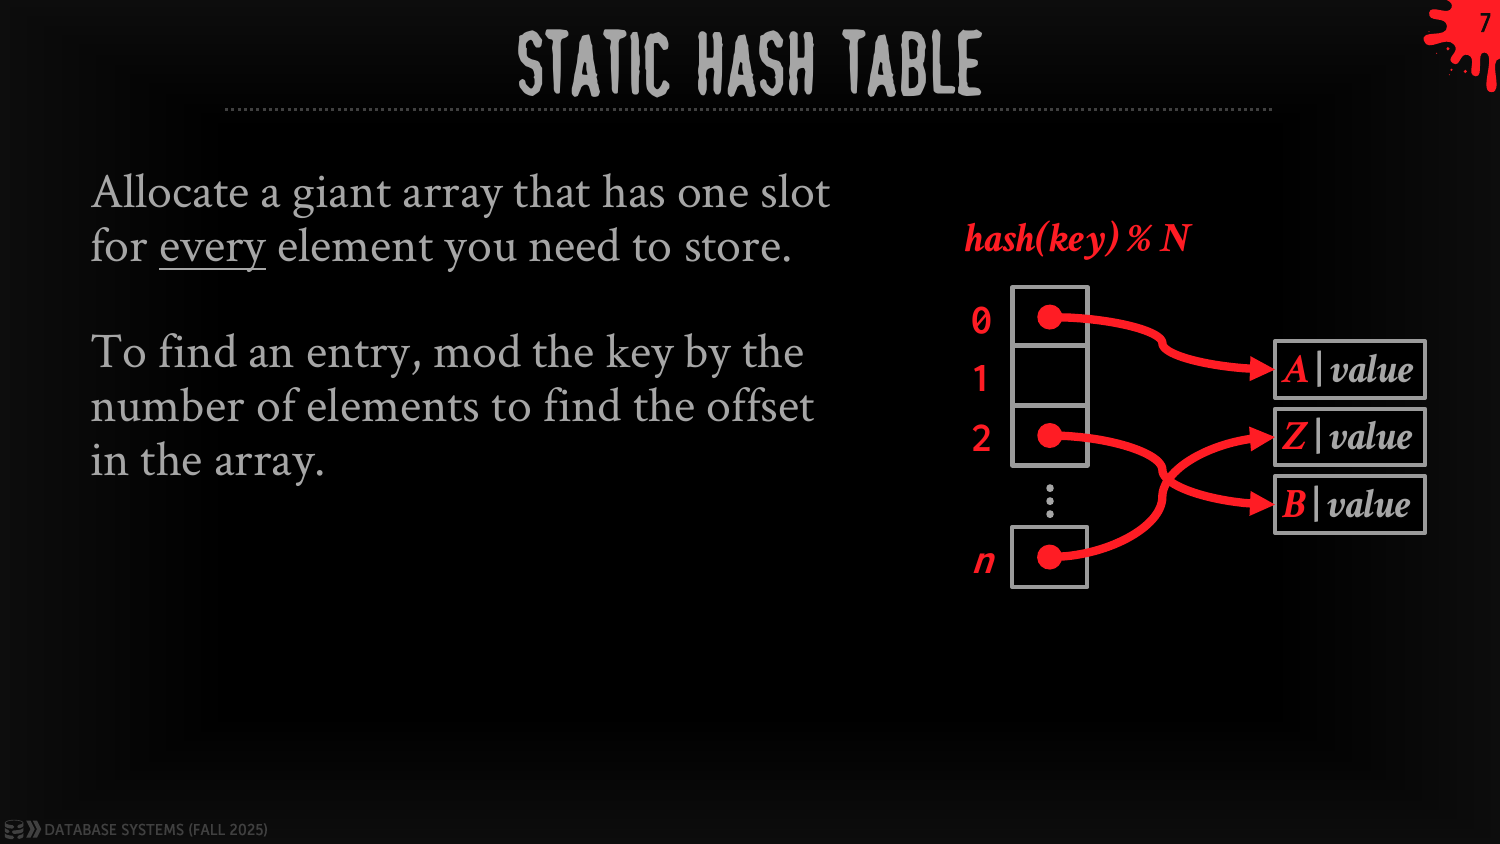 7
STATIC HASH TABLE
Allocate a giant array that has one slot
for every element you need to store.
To find an entry, mod the key by the
number of elements to find the offset
in the array.
hash(key) % N
0
1
2
n
A|value
Z|value
B|value
DATABASE SYSTEMS (FALL 2025)